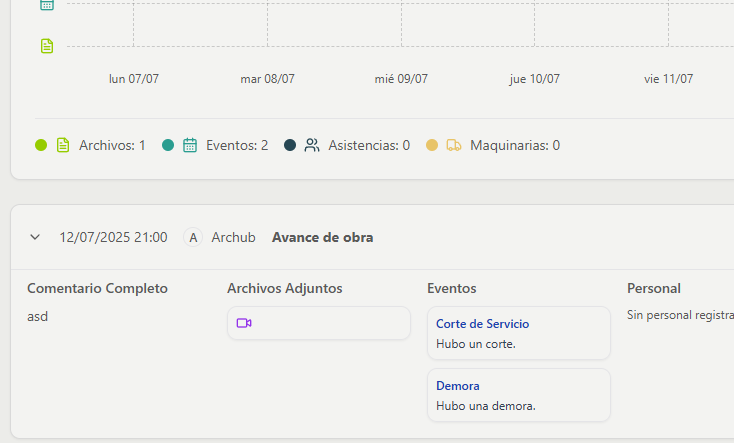 lun 07/07 mar 08/07 mié 09/07 jue 10/07 vie 11/07
Archivos: 1 Eventos: 2 Asistencias: 0 Maquinarias: 0
12/07/2025 21:00 A Archub Avance de obra
Comentario Completo Archivos Adjuntos Eventos Personal
asd
Corte de Servicio
Hubo un corte.
Demora
Hubo una demora.
Sin personal registra